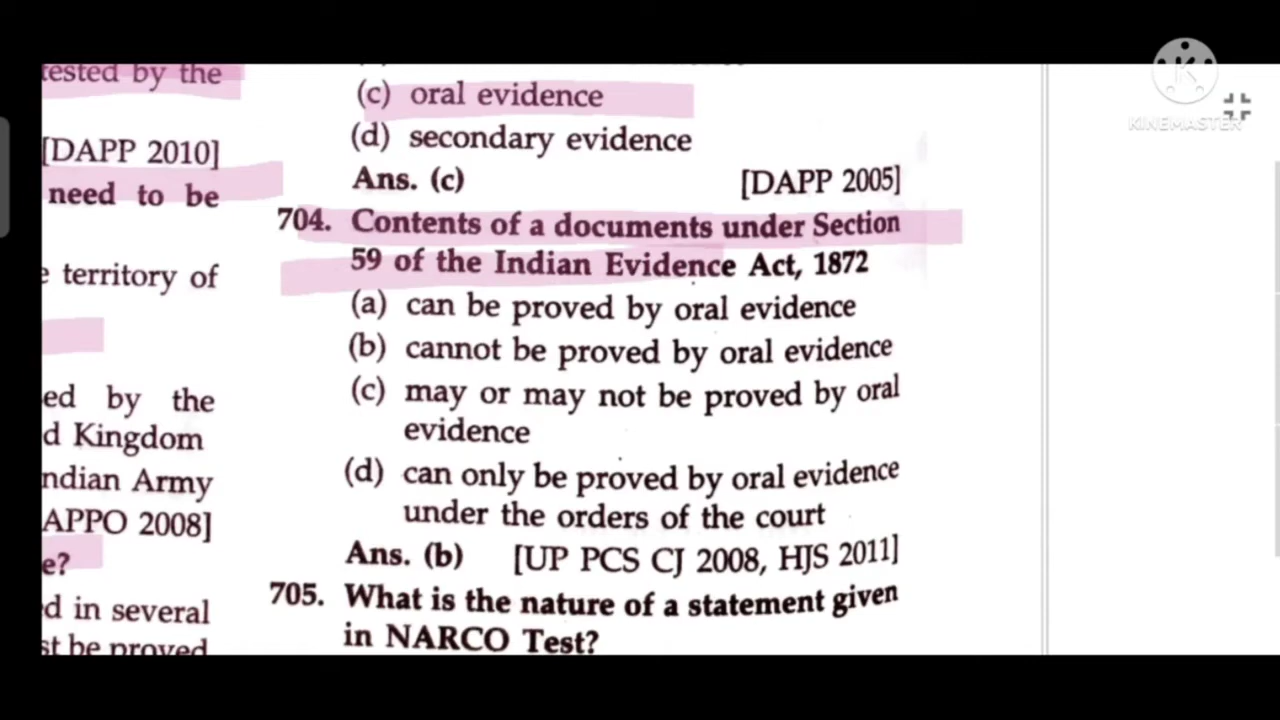 tested by the
[DAPP 2010]
need to be
e territory of
ed by the
d Kingdom
ndian Army
APPO 2008]
e?
ed in several
st be proved
(c) oral evidence
(d) secondary evidence
Ans. (c) [DAPP 2005]
704. Contents of a documents under Section
59 of the Indian Evidence Act, 1872
(a) can be proved by oral evidence
(b) cannot be proved by oral evidence
(c) may or may not be proved by oral
evidence
(d) can only be proved by oral evidence
under the orders of the court
Ans. (b) [UP PCS CJ 2008, HJS 2011]
705. What is the nature of a statement given
in NARCO Test?
KINEMASTER